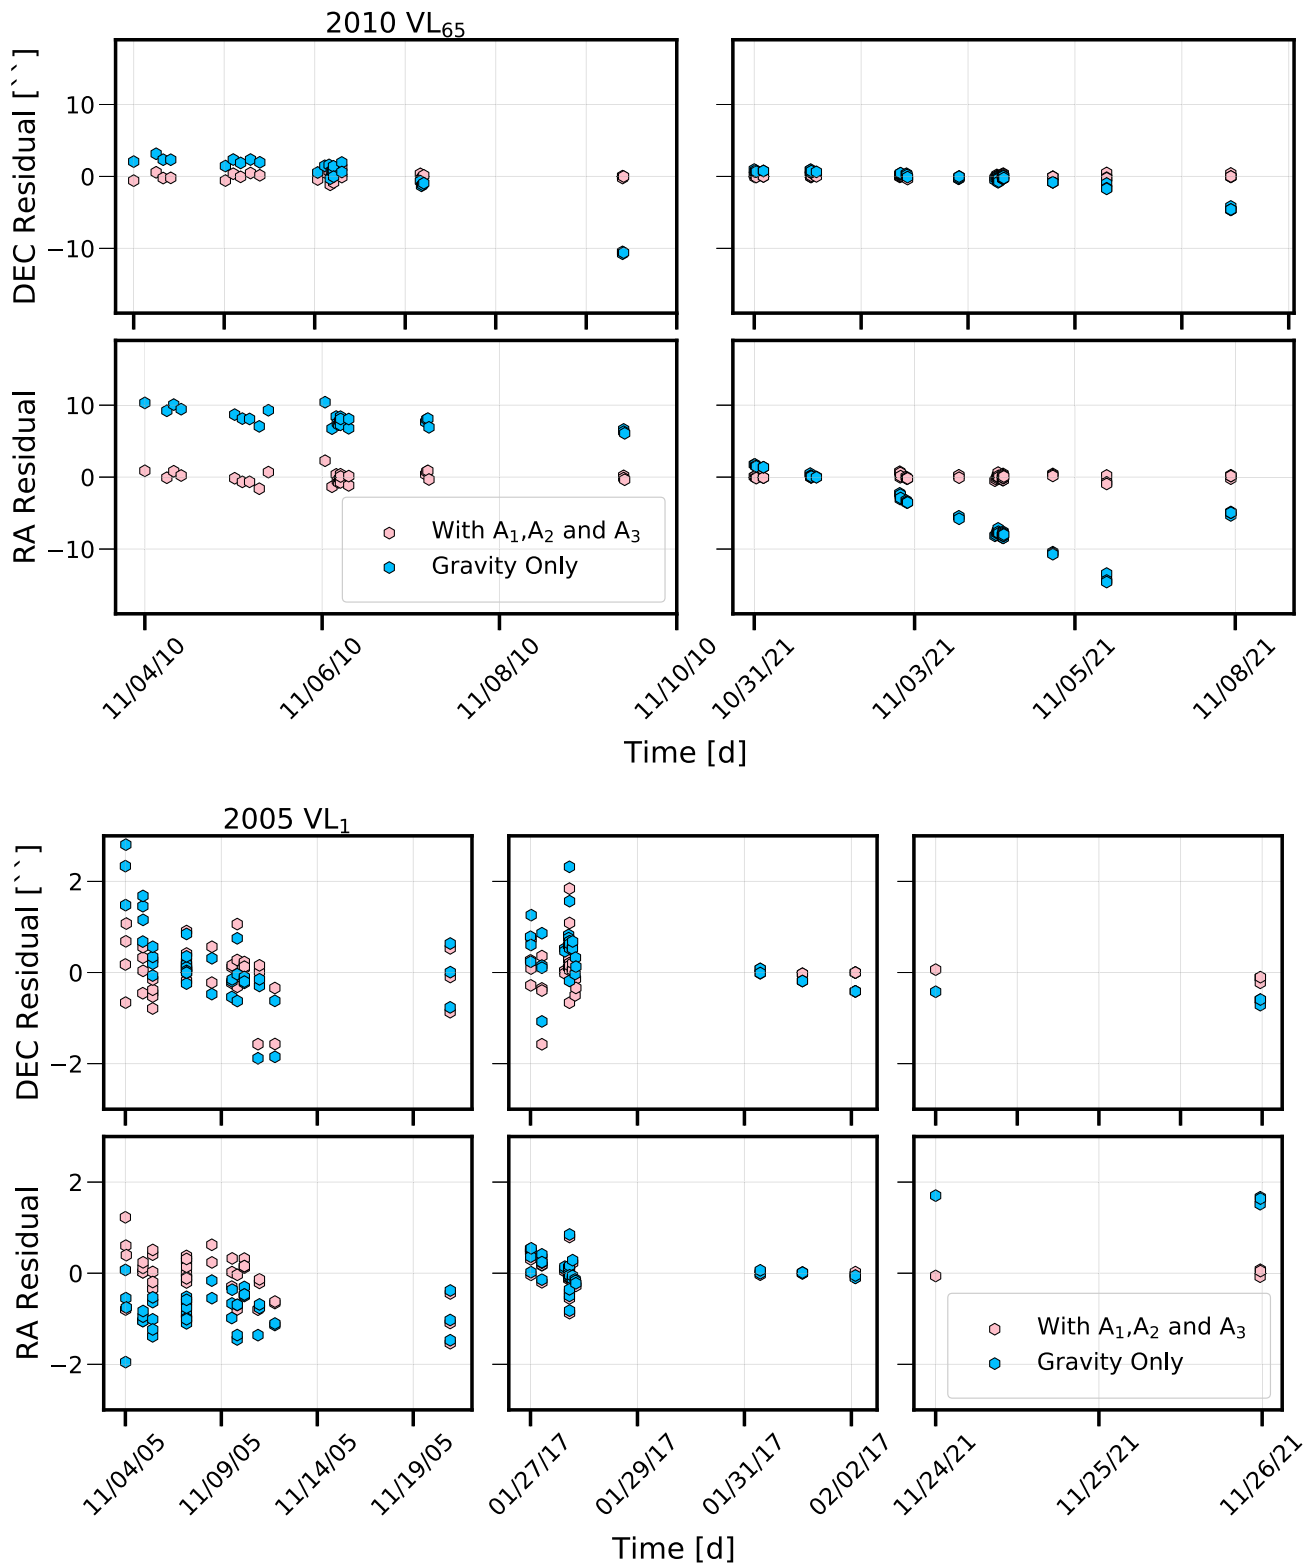 2010 VL₆₅
DEC Residual [``]
10
0
−10
RA Residual
10
0
−10
With A₁,A₂ and A₃
Gravity Only
11/04/10
11/06/10
11/08/10
11/10/10
10/31/21
11/03/21
11/05/21
11/08/21
Time [d]
2005 VL₁
DEC Residual [``]
2
0
−2
RA Residual
2
0
−2
With A₁,A₂ and A₃
Gravity Only
11/04/05
11/09/05
11/14/05
11/19/05
01/27/17
01/29/17
01/31/17
02/02/17
11/24/21
11/25/21
11/26/21
Time [d]